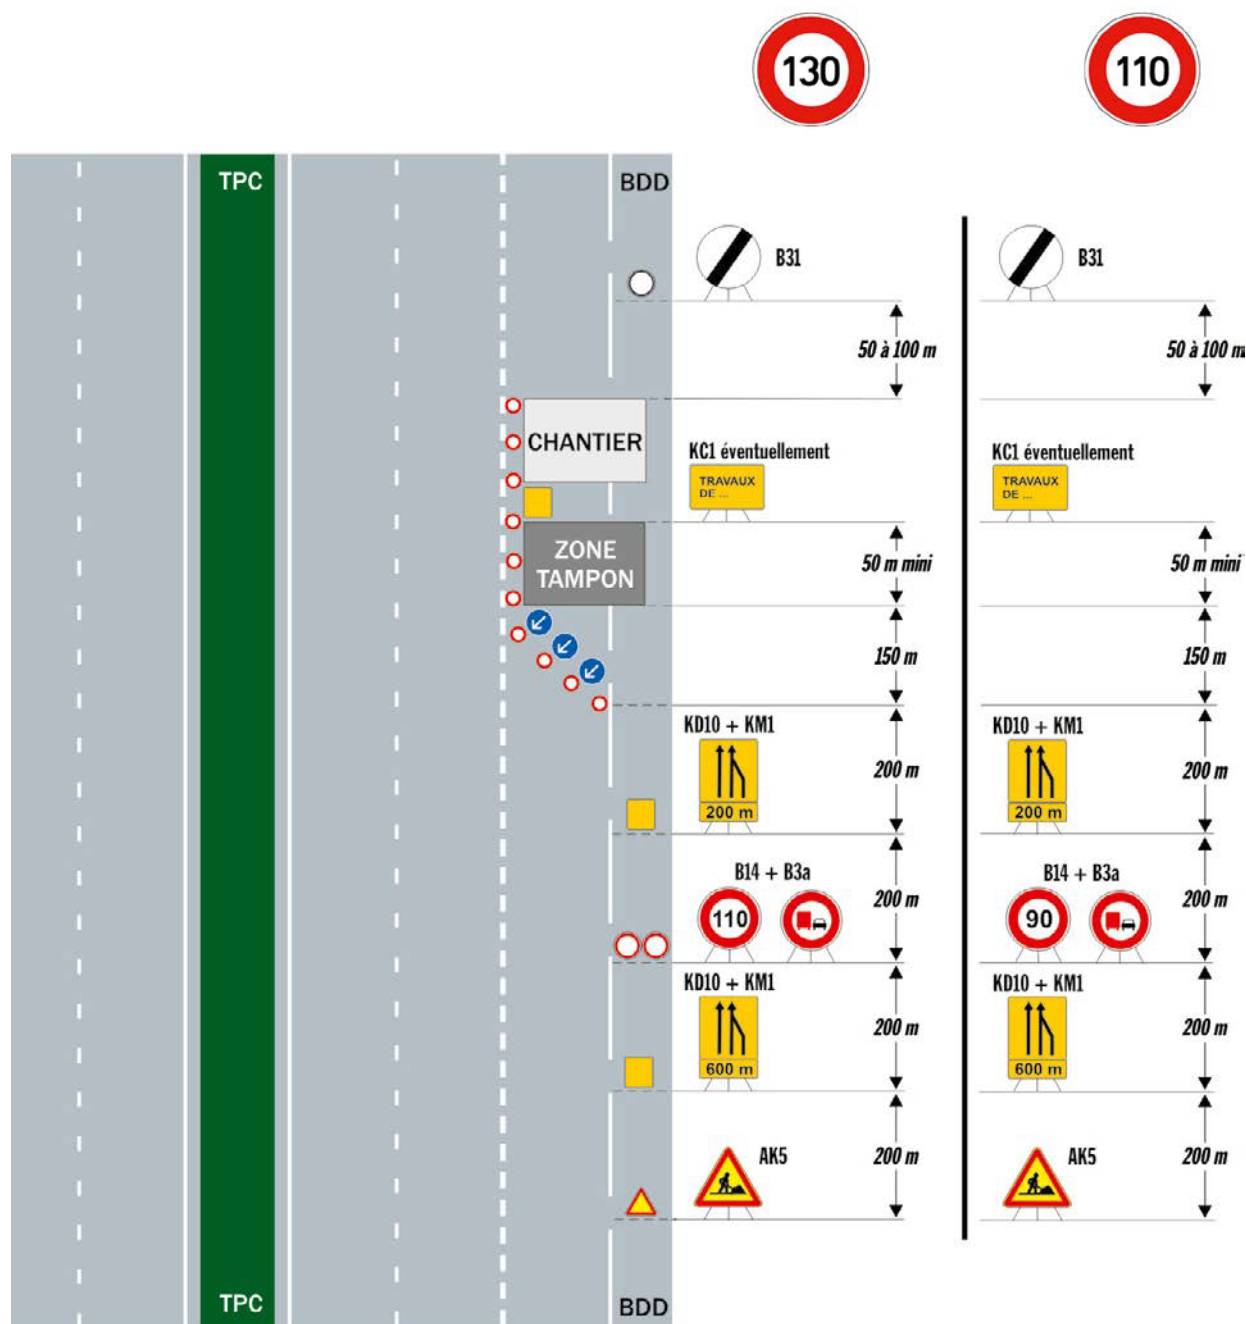 130
110
TPC
BDD
B31
B31
50 à 100 m
50 à 100 m
CHANTIER
KC1 éventuellement
KC1 éventuellement
TRAVAUX
DE ...
TRAVAUX
DE ...
ZONE
TAMPON
50 m mini
50 m mini
150 m
150 m
KD10 + KM1
KD10 + KM1
200 m
200 m
200 m
200 m
B14 + B3a
B14 + B3a
110
200 m
90
200 m
KD10 + KM1
KD10 + KM1
600 m
200 m
600 m
200 m
AK5
200 m
AK5
200 m
TPC
BDD